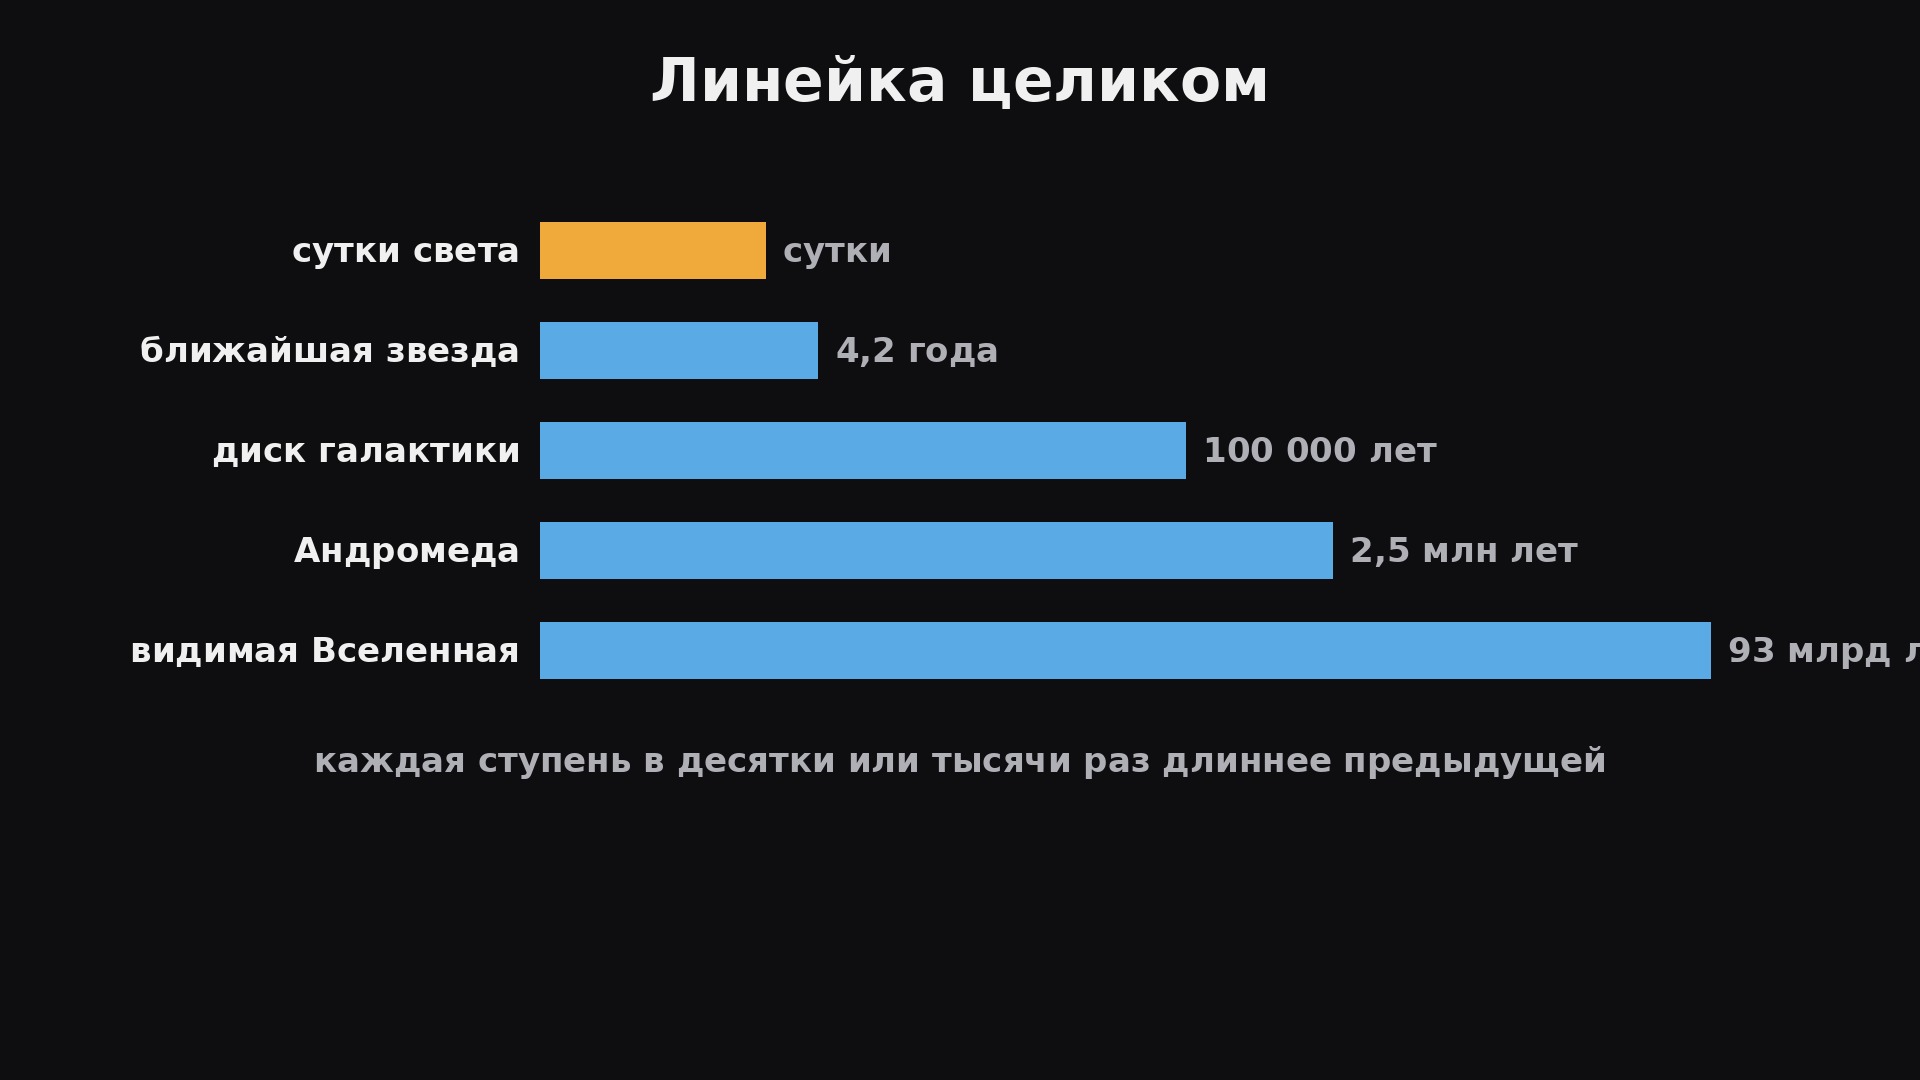 Линейка целиком
сутки света сутки
ближайшая звезда 4,2 года
диск галактики 100 000 лет
Андромеда 2,5 млн лет
видимая Вселенная 93 млрд
каждая ступень в десятки или тысячи раз длиннее предыдущей